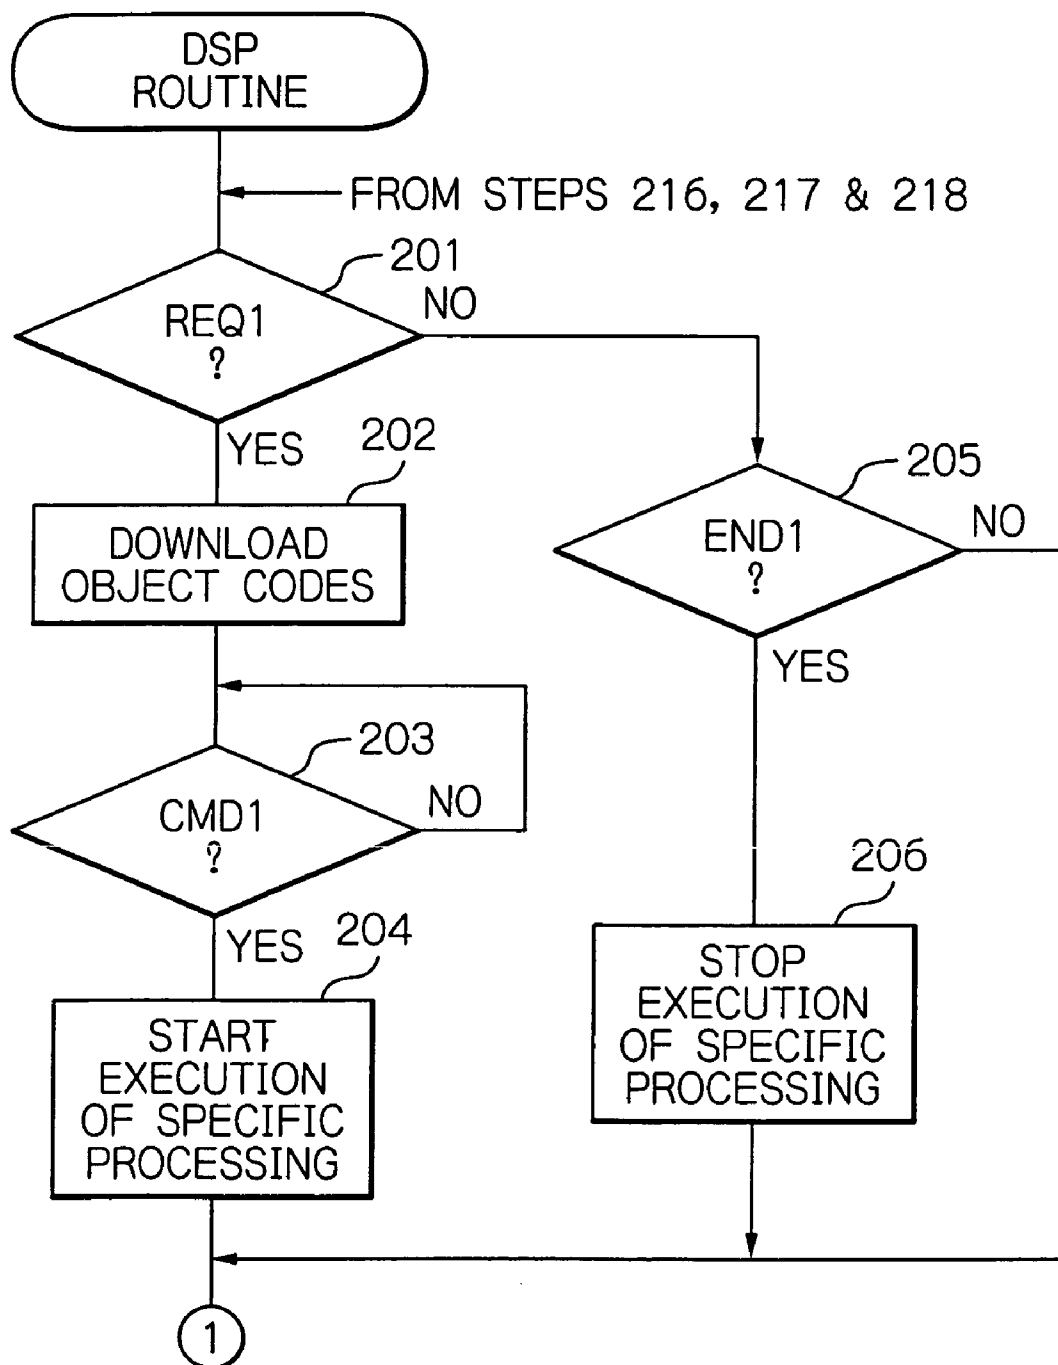 DSP
ROUTINE
FROM STEPS 216, 217 & 218
201
REQ1
?
NO
YES
202
DOWNLOAD
OBJECT CODES
205
END1
?
NO
YES
203
CMD1
?
NO
YES
204
START
EXECUTION
OF SPECIFIC
PROCESSING
206
STOP
EXECUTION
OF SPECIFIC
PROCESSING
1